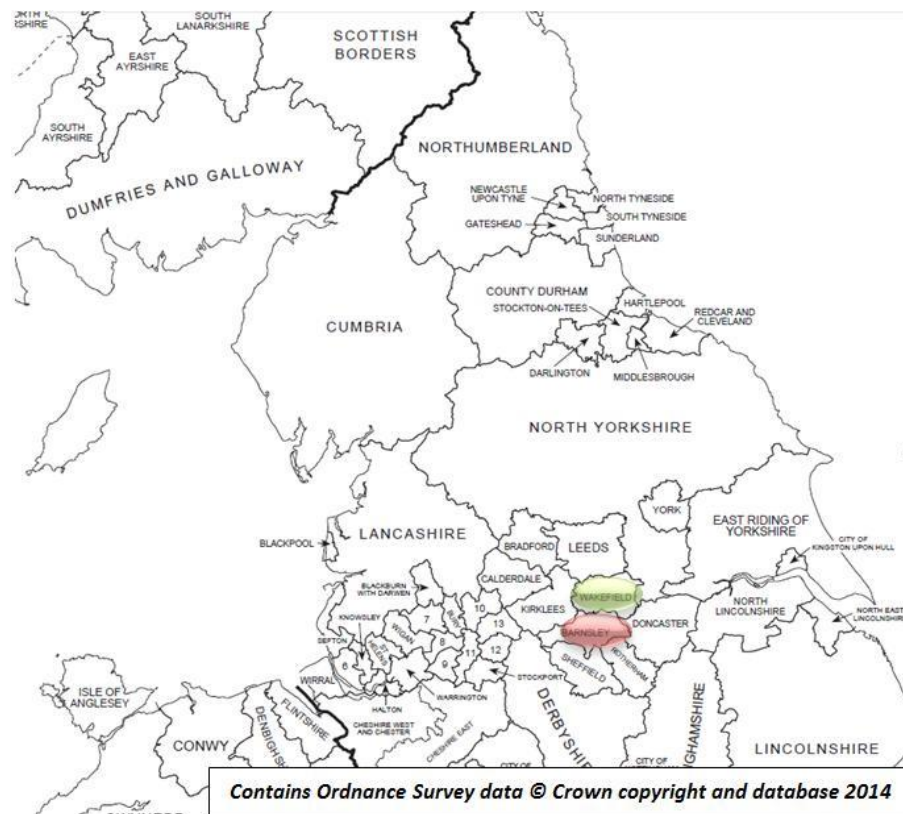 SOUTH
LANARKSHIRE
SCOTTISH
BORDERS
EAST
AYRSHIRE
SOUTH
AYRSHIRE
DUMFRIES AND GALLOWAY
NORTHUMBERLAND
NEWCASTLE
UPON TYNE
NORTH TYNESIDE
SOUTH TYNESIDE
GATESHEAD
SUNDERLAND
COUNTY DURHAM
HARTLEPOOL
STOCKTON-ON-TEES
REDCAR AND
CLEVELAND
CUMBRIA
DARLINGTON
MIDDLESBROUGH
NORTH YORKSHIRE
YORK
LANCASHIRE
BLACKPOOL
BRADFORD
LEEDS
EAST RIDING OF
YORKSHIRE
CITY OF
KINGSTON UPON HULL
CALDERDALE
BLACKBURN
WITH DARWEN
WAKEFIELD
KIRKLEES
NORTH
LINCOLNSHIRE
NORTH EAST
LINCOLNSHIRE
BARNSLEY
DONCASTER
KNOWSLEY
SEFTON
ST
HELENS
WIGAN
BURY
7
8
9
10
11
12
13
6
ROTHERHAM
SHEFFIELD
STOCKPORT
WIRRAL
HALTON
WARRINGTON
CHESHIRE WEST
AND CHESTER
CHESHIRE EAST
ISLE OF
ANGLESEY
FLINTSHIRE
CONWY
DENBIGHSH
DERBYSHIRE
CITY OF
CITY OF
NGHAMSHIRE
LINCOLNSHIRE
Contains Ordnance Survey data © Crown copyright and database 2014